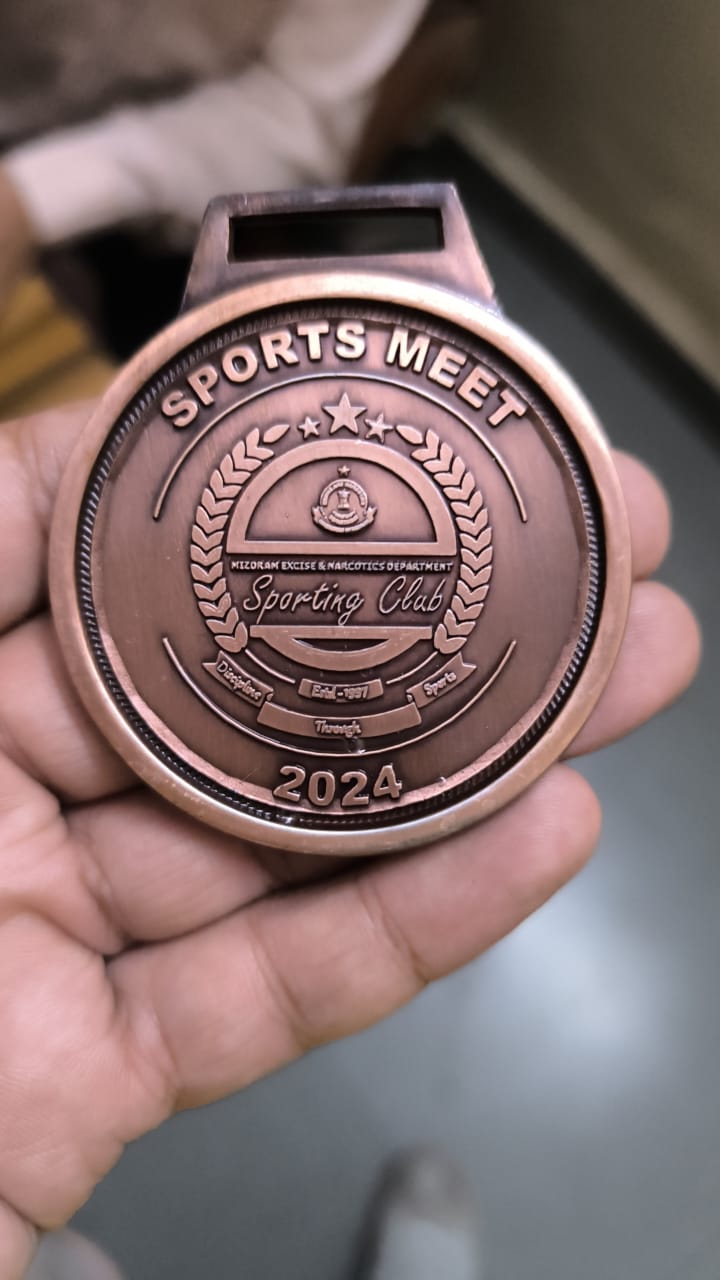 SPORTS MEET
MIZORAM EXCISE & NARCOTICS DEPARTMENT
Sporting Club
Discipline
Estd-1997
Sports
Through
2024